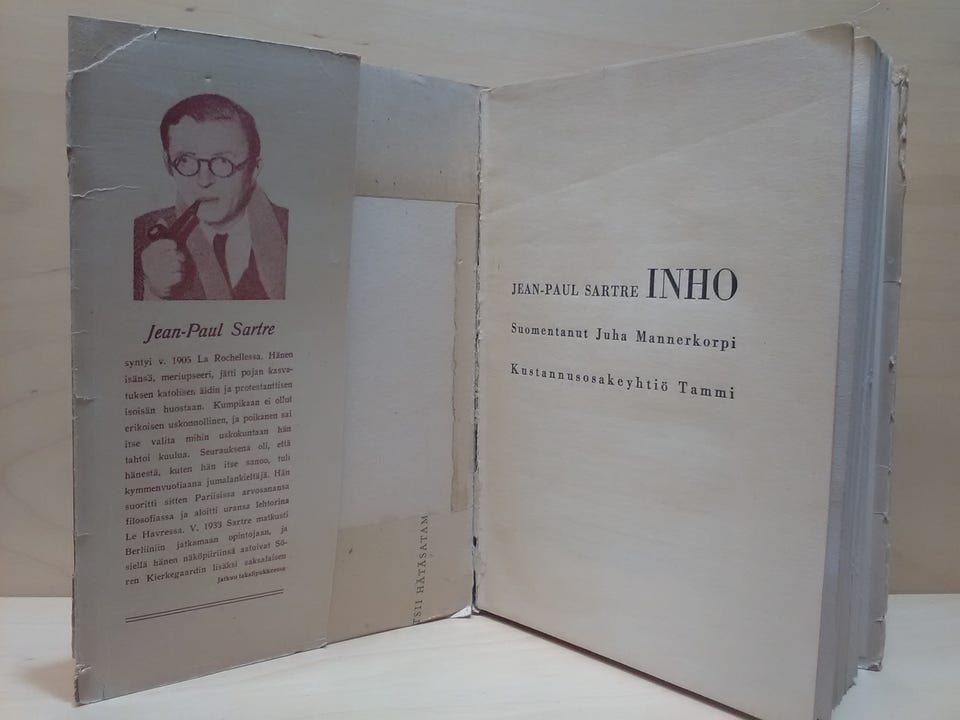 Jean-Paul Sartre
syntyi v. 1905 La Rochellessa. Hänen
isänsä, meriupseeri, jätti pojan kasva-
tuksen katolisen äidin ja protestanttisen
isoisän huostaan. Kumpikaan ei ollut
erikoisen uskonnollinen, ja poikanen sai
itse valita mihin uskokuntaan hän
tahtoi kuulua. Seurauksena oli, että
hänestä, kuten hän itse sanoo, tuli
kymmenvuotiaana jumalankieltäjä. Hän
suoritti sitten Pariisissa arvosanansa
filosofiassa ja aloitti uransa lehtorina
Le Havressa. V. 1933 Sartre matkusti
Berliiniin jatkamaan opintojaan, ja
siellä hänen näköpiiriinsä astuivat Sö-
ren Kierkegaardin lisäksi saksalaisen
Jatkuu takalipukkeessa
TSII HÄTÄSATAM
JEAN-PAUL SARTRE INHO
Suomentanut Juha Mannerkorpi
Kustannusosakeyhtiö Tammi